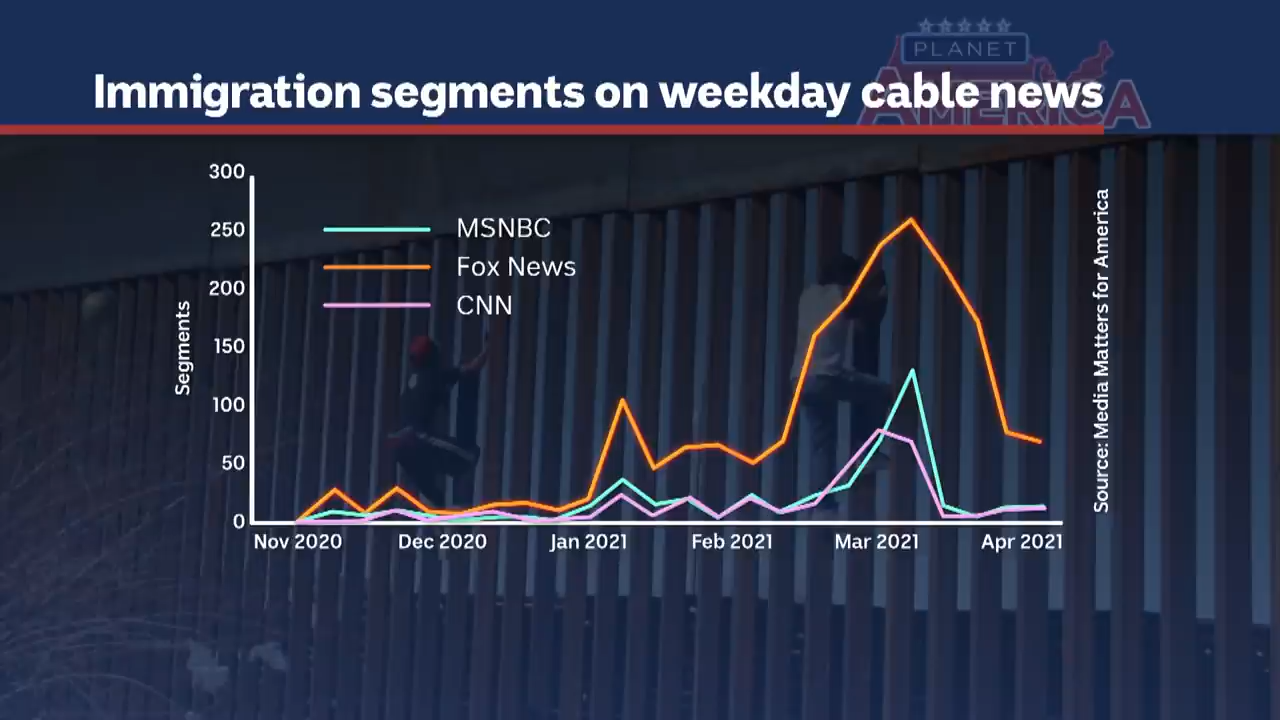 PLANET
AMERICA
Immigration segments on weekday cable news
300
250
200
150
100
50
0
Segments
MSNBC
Fox News
CNN
Nov 2020
Dec 2020
Jan 2021
Feb 2021
Mar 2021
Apr 2021
Source: Media Matters for America